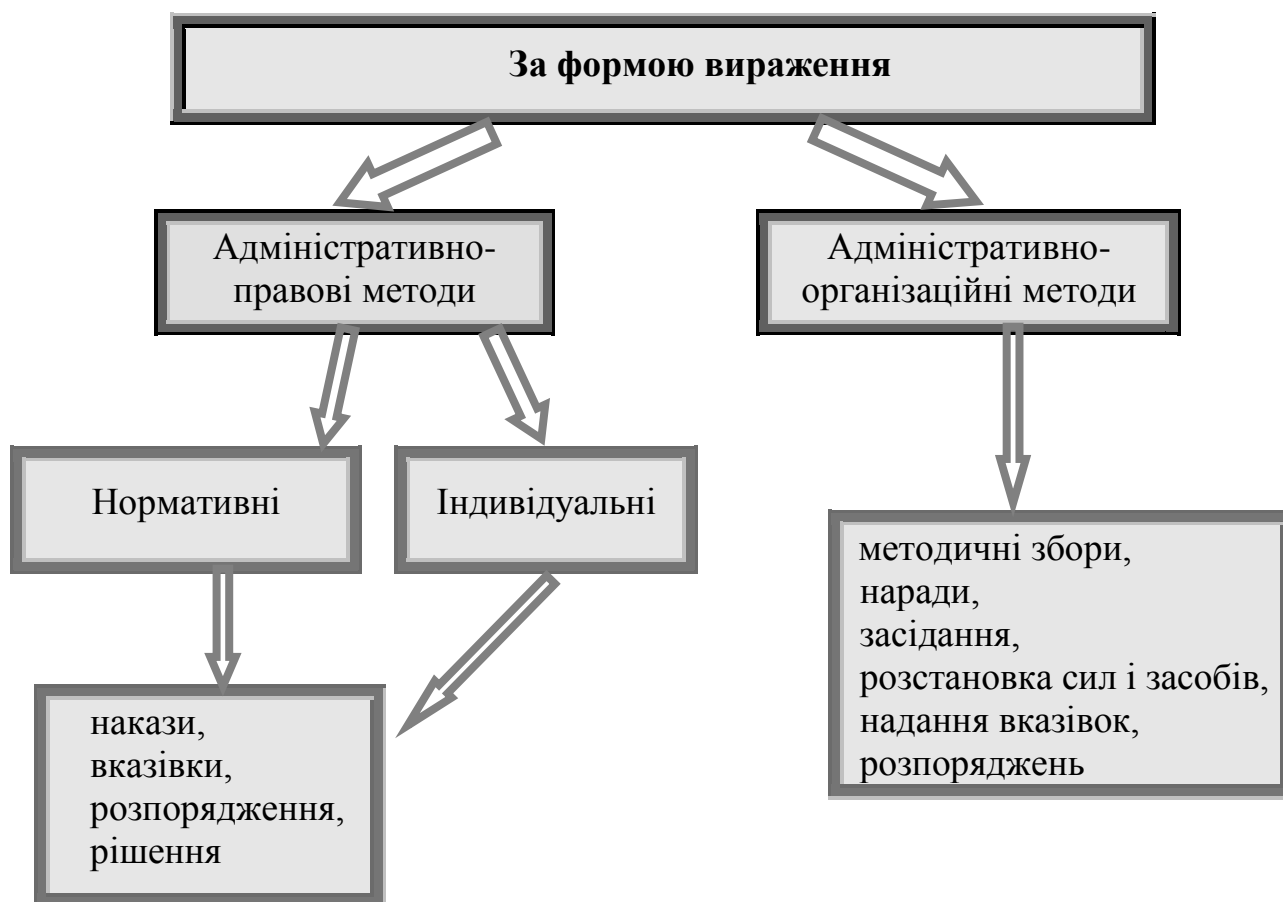 За формою вираження
Адміністративно-
правові методи
Адміністративно-
організаційні методи
Нормативні
Індивідуальні
накази,
вказівки,
розпорядження,
рішення
методичні збори,
наради,
засідання,
розстановка сил і засобів,
надання вказівок,
розпоряджень